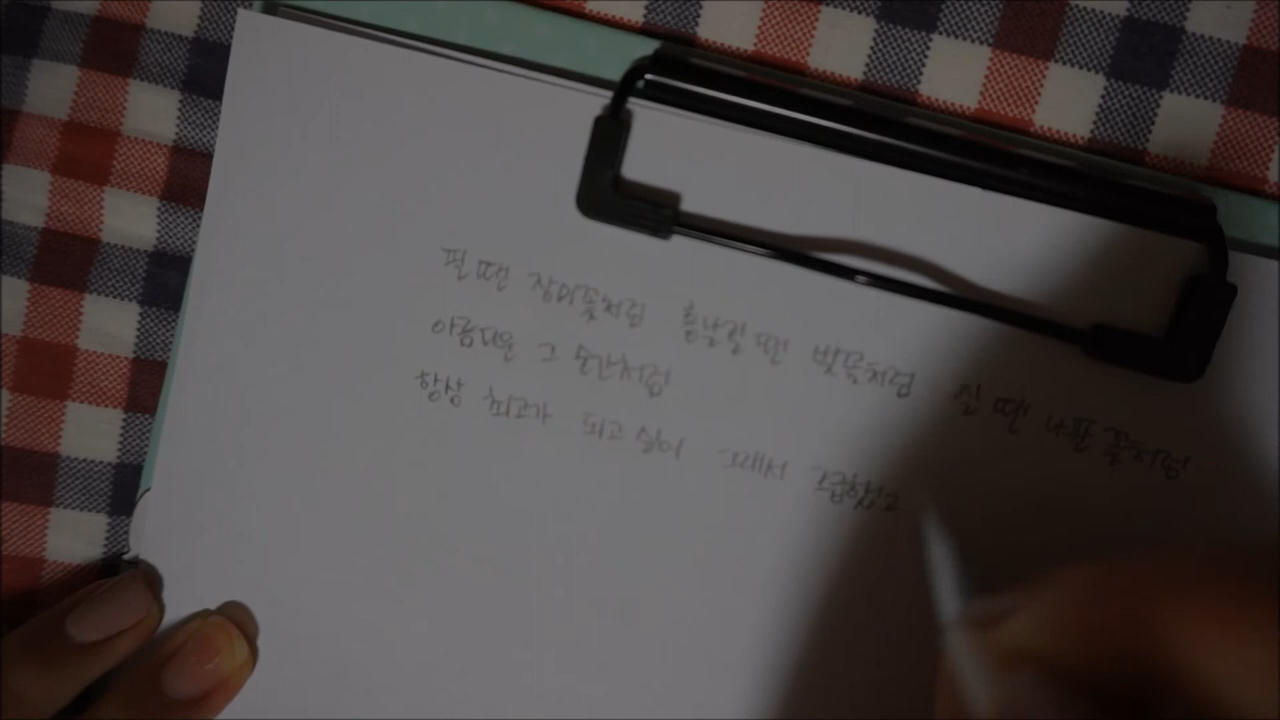 필 땐 장미꽃처럼 흩날릴 땐 벚꽃처럼 질 땐 나팔꽃처럼
아름다운 그 순간처럼
항상 최고가 되고 싶어 그래서 조급했고